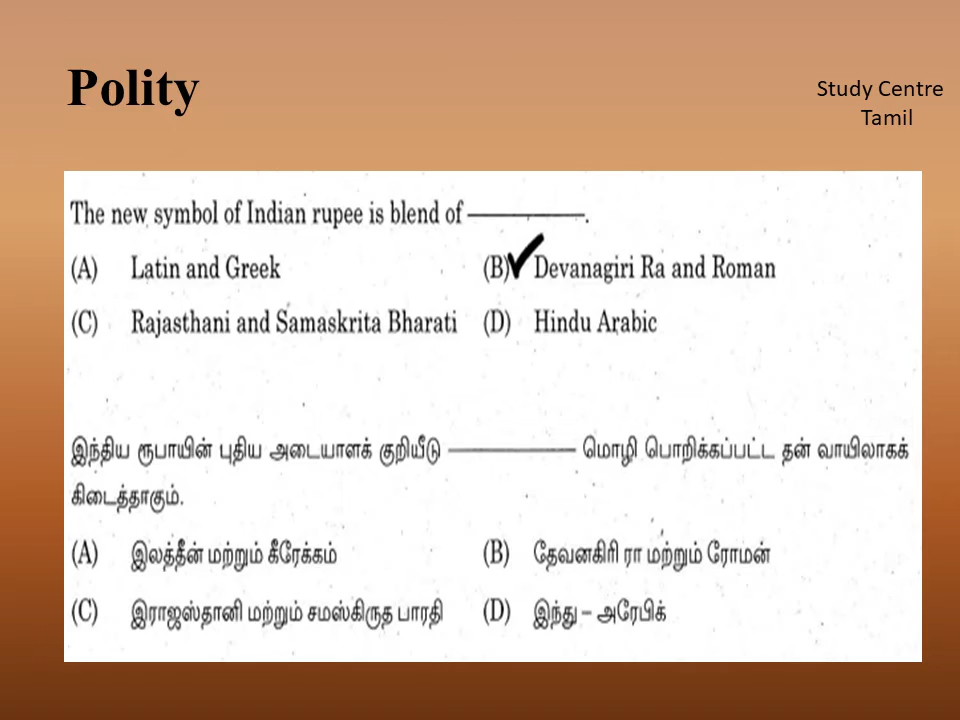 Polity
Study Centre
Tamil
The new symbol of Indian rupee is blend of ————.
(A) Latin and Greek (B) ✓ Devanagiri Ra and Roman
(C) Rajasthani and Samaskrita Bharati (D) Hindu Arabic
இந்திய ரூபாயின் புதிய அடையாளக் குறியீடு ———— மொழி பொறிக்கப்பட்ட தன் வாயிலாகக்
கிடைத்தாகும்.
(A) இலத்தீன் மற்றும் கீரேக்கம் (B) தேவனகிரி ரா மற்றும் ரோமன்
(C) இராஜஸ்தானி மற்றும் சமஸ்கிருத பாரதி (D) இந்து – அரேபிக்